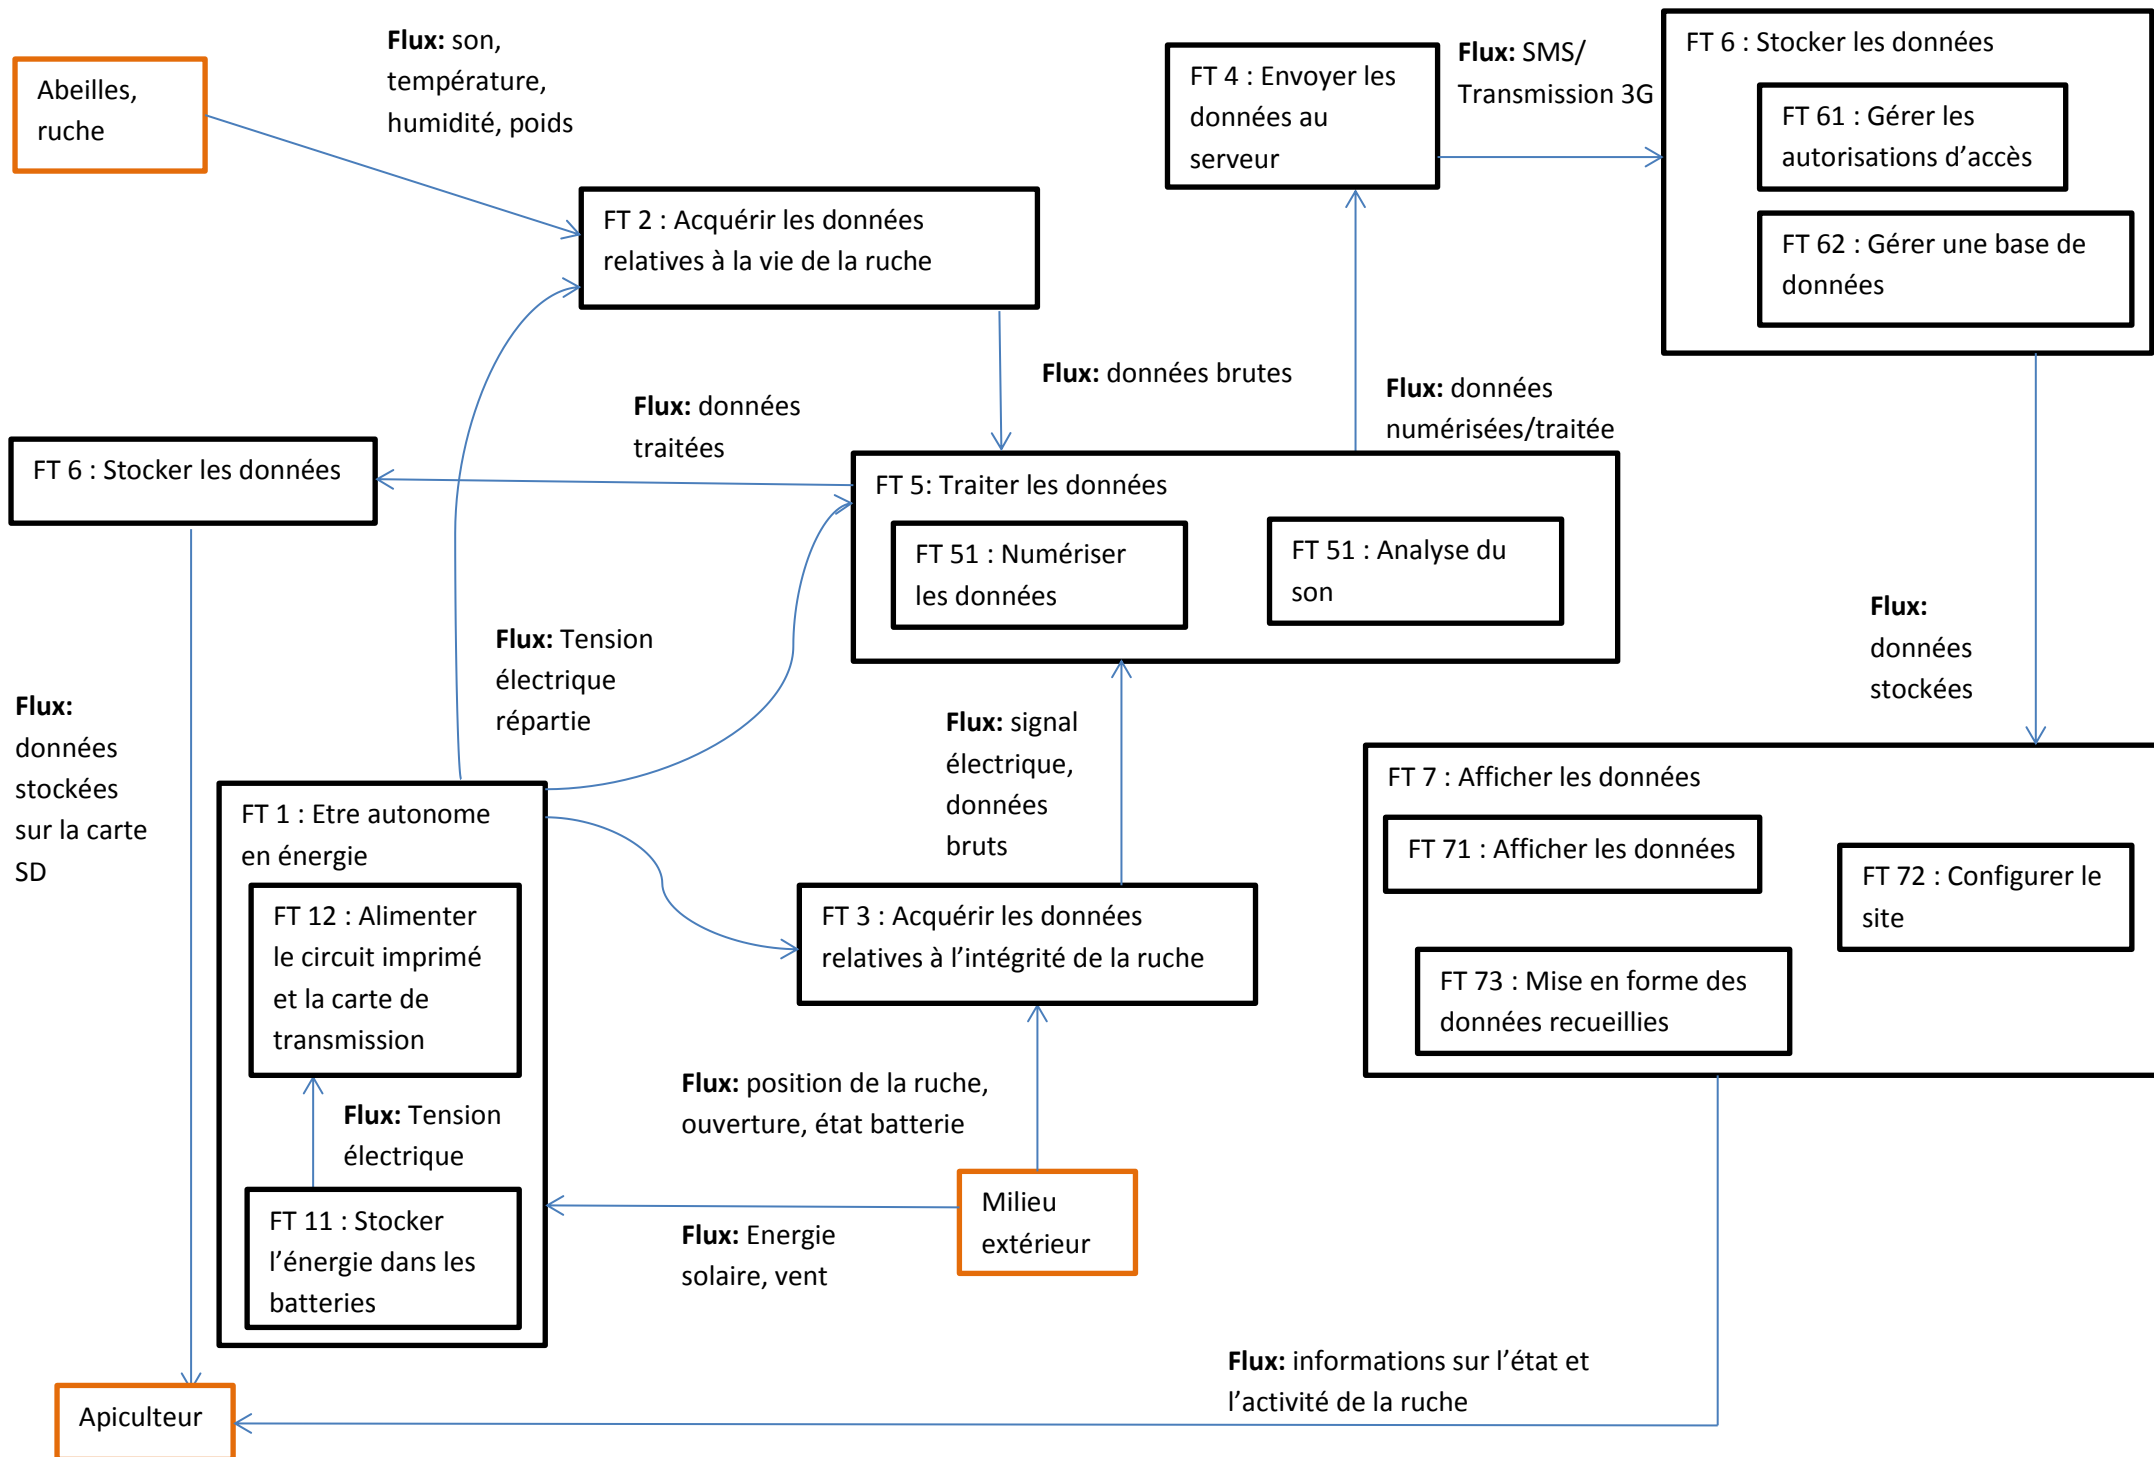 Flux: son,
température,
humidité, poids
Abeilles,
ruche
FT 4 : Envoyer les
données au
serveur
Flux: SMS/
Transmission 3G
FT 6 : Stocker les données
FT 61 : Gérer les
autorisations d’accès
FT 62 : Gérer une base de
données
FT 2 : Acquérir les données
relatives à la vie de la ruche
Flux: données brutes
Flux: données
numérisées/traitée
Flux: données
traitées
FT 6 : Stocker les données
FT 5: Traiter les données
FT 51 : Numériser
les données
FT 51 : Analyse du
son
Flux:
données
stockées
Flux: Tension
électrique
répartie
Flux:
données
stockées
sur la carte
SD
Flux: signal
électrique,
données
bruts
FT 7 : Afficher les données
FT 71 : Afficher les données
FT 72 : Configurer le
site
FT 73 : Mise en forme des
données recueillies
FT 1 : Etre autonome
en énergie
FT 12 : Alimenter
le circuit imprimé
et la carte de
transmission
FT 3 : Acquérir les données
relatives à l’intégrité de la ruche
Flux: position de la ruche,
ouverture, état batterie
Flux: Tension
électrique
FT 11 : Stocker
l’énergie dans les
batteries
Milieu
extérieur
Flux: Energie
solaire, vent
Flux: informations sur l’état et
l’activité de la ruche
Apiculteur